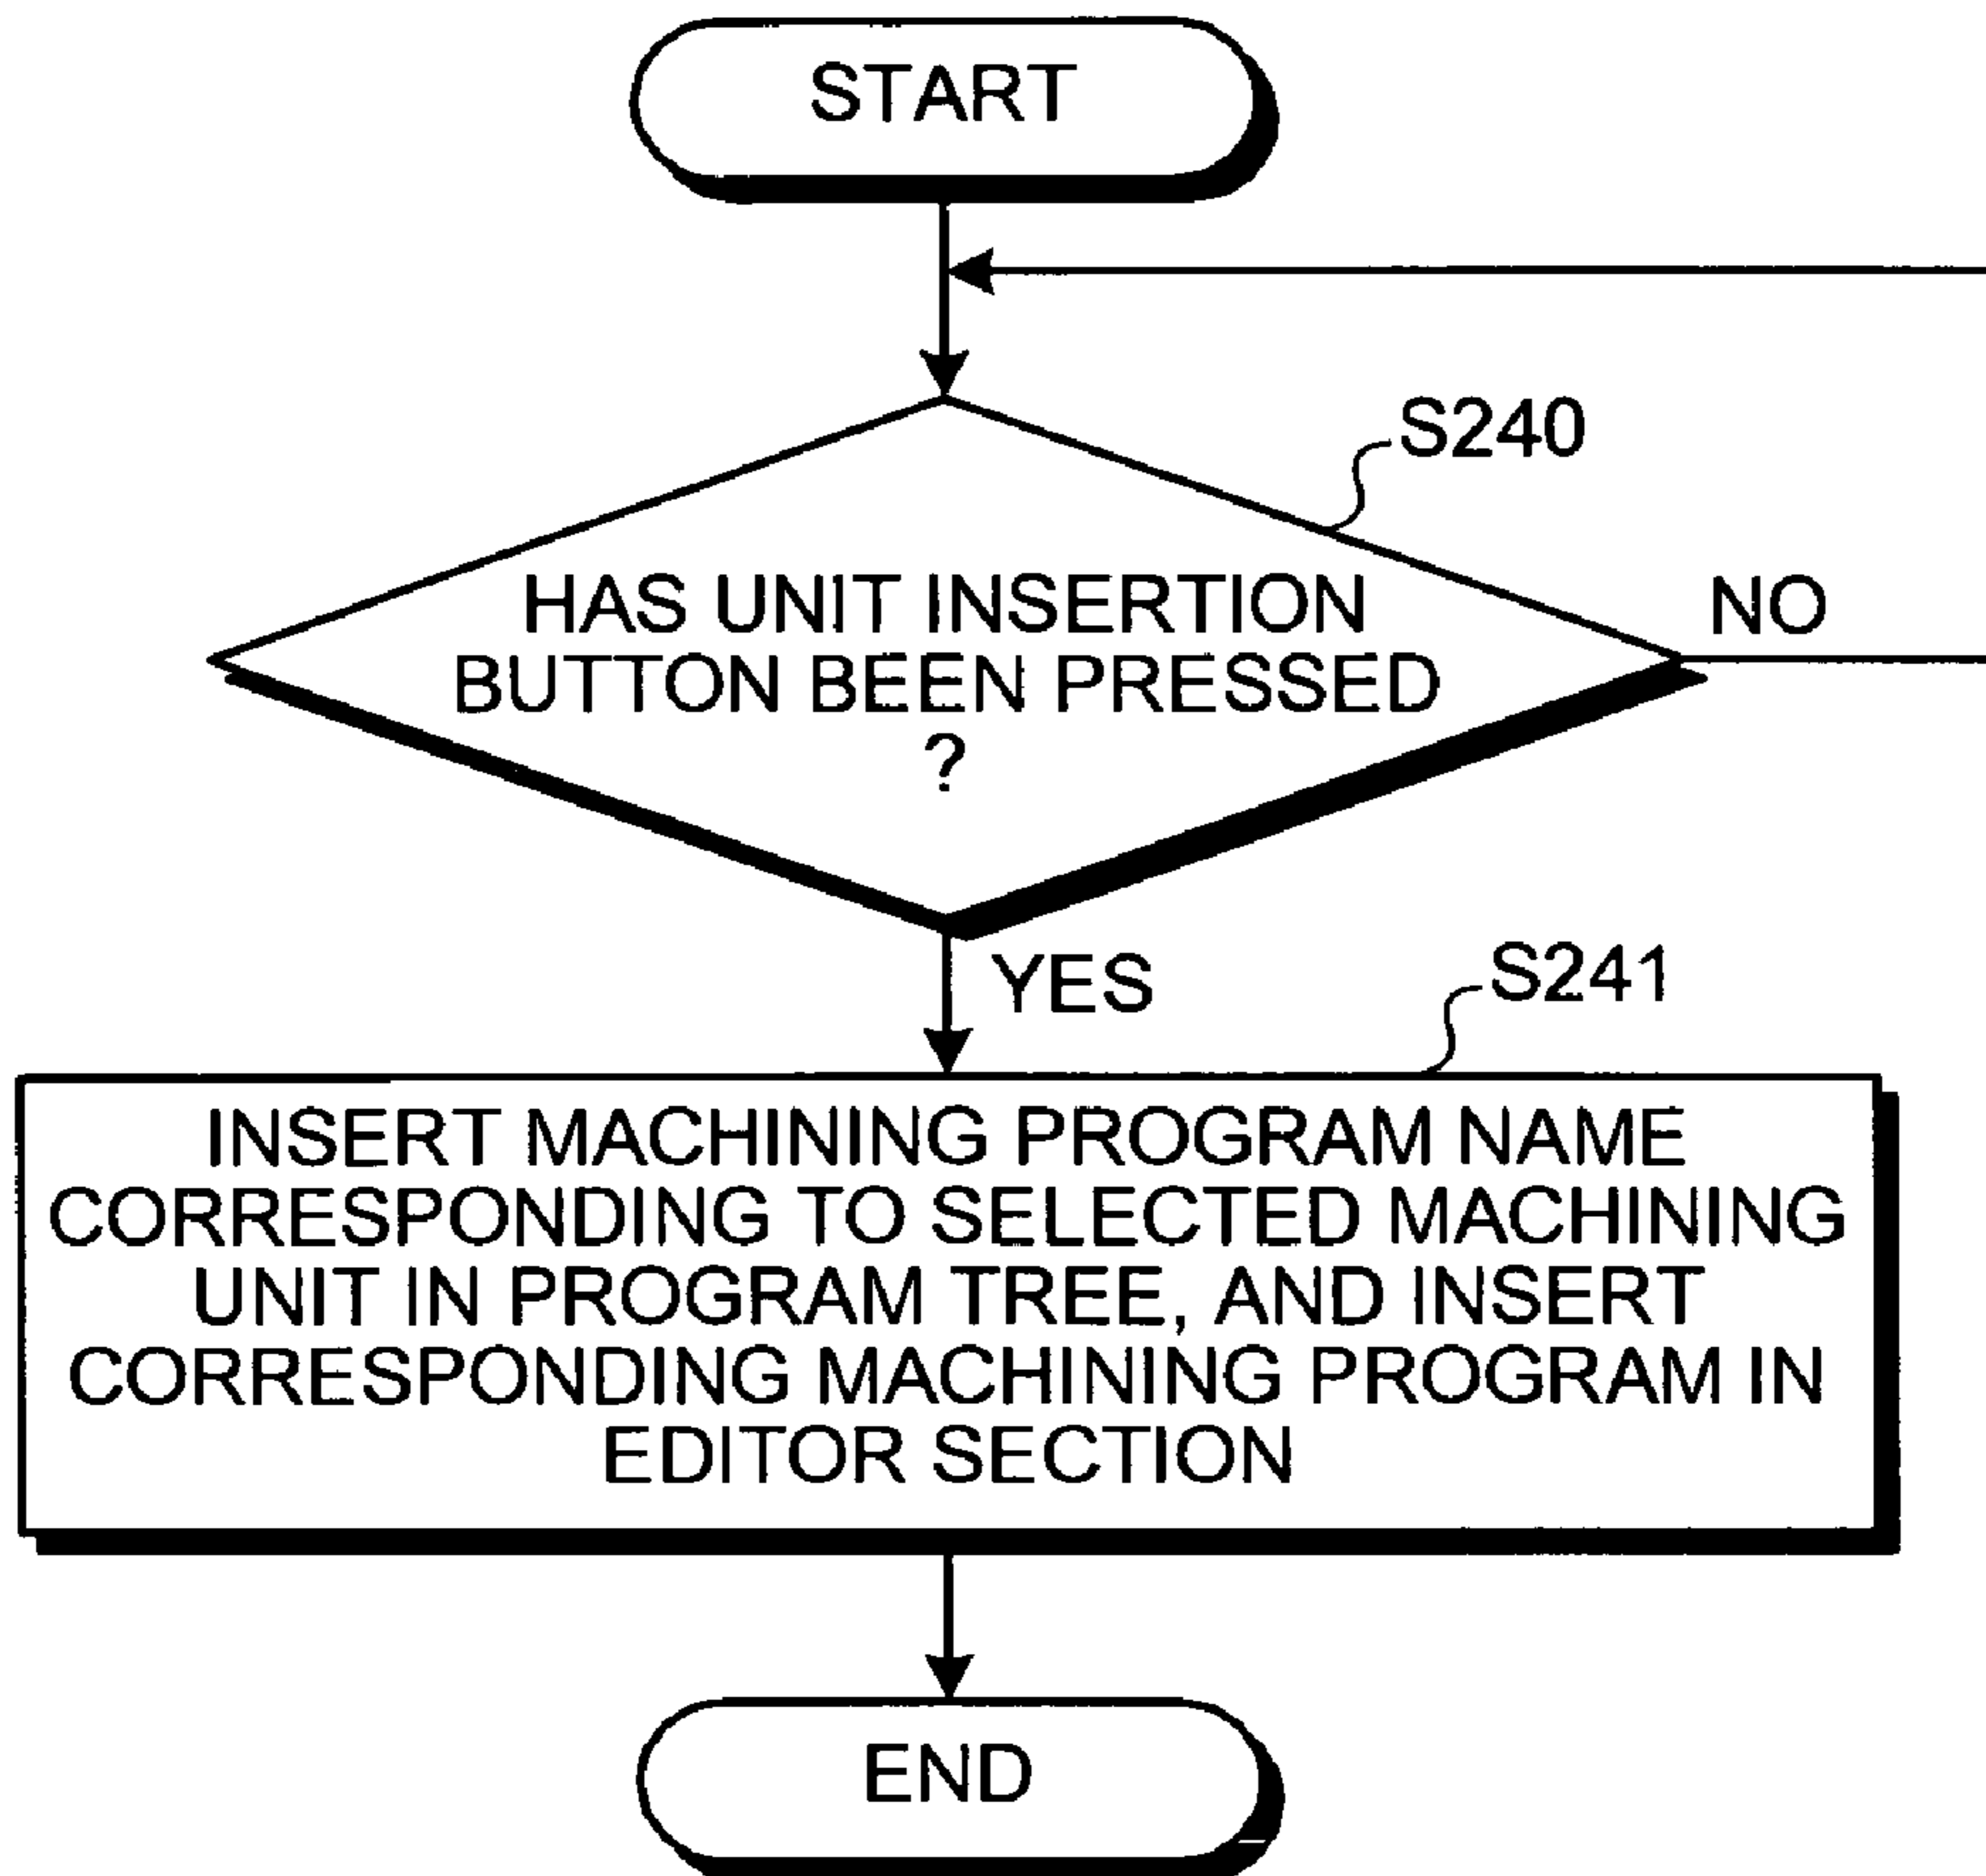 START
S240
HAS UNIT INSERTION
BUTTON BEEN PRESSED
?
NO
YES
S241
INSERT MACHINING PROGRAM NAME
CORRESPONDING TO SELECTED MACHINING
UNIT IN PROGRAM TREE, AND INSERT
CORRESPONDING MACHINING PROGRAM IN
EDITOR SECTION
END